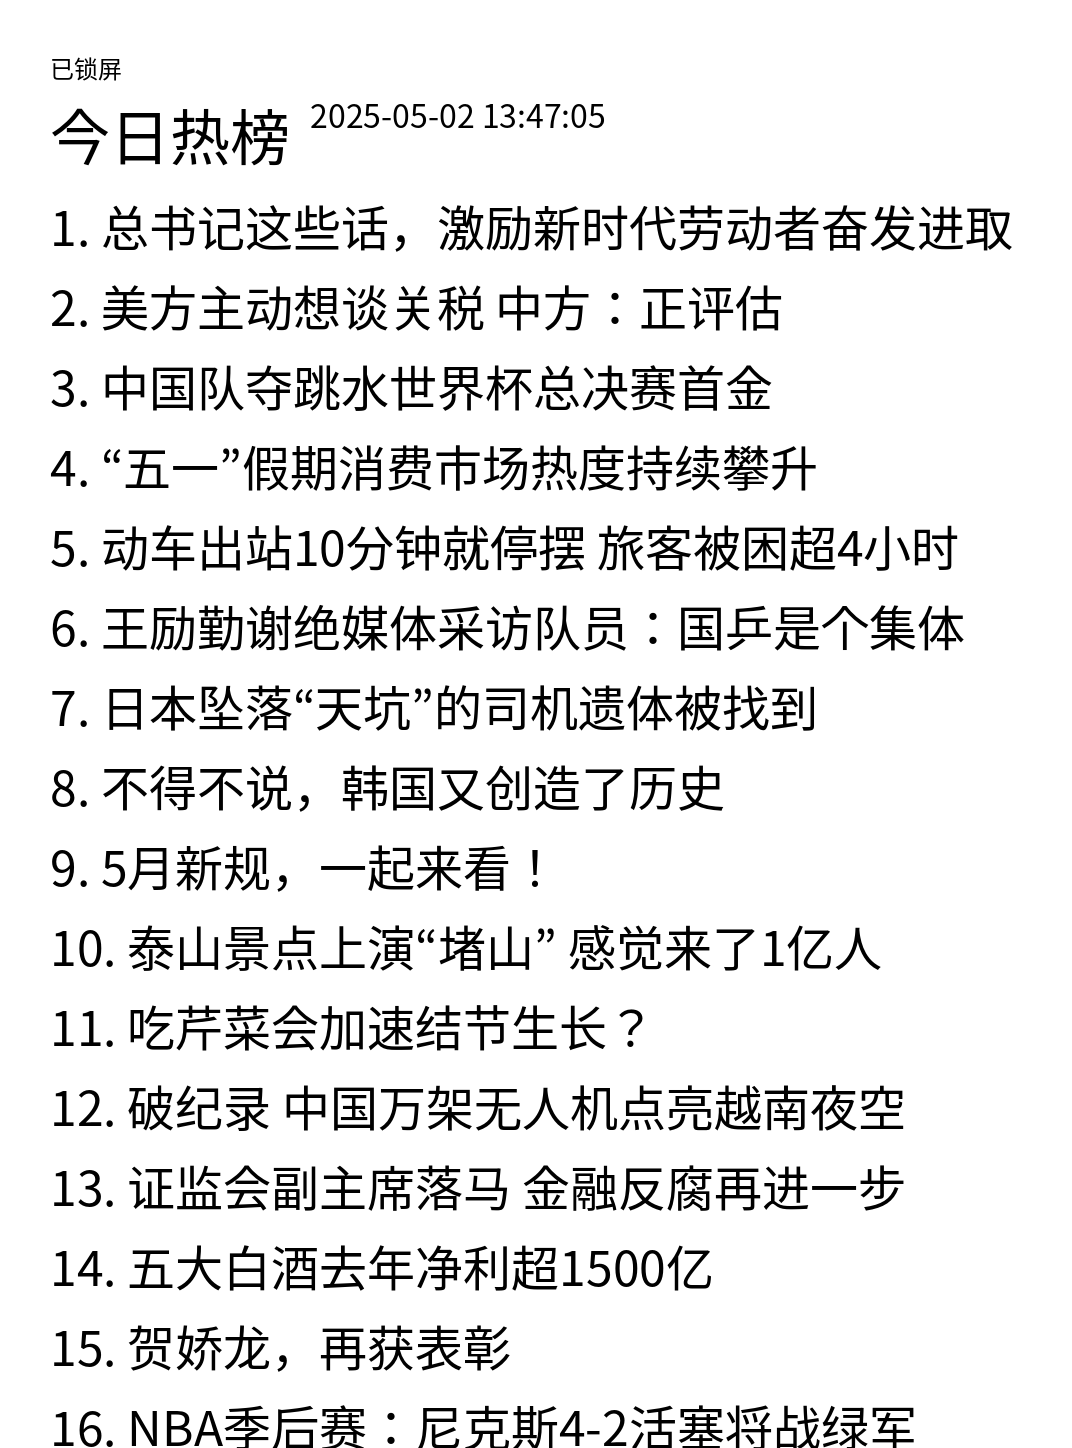 已锁屏
今日热榜 2025-05-02 13:47:05
1. 总书记这些话，激励新时代劳动者奋发进取
2. 美方主动想谈关税 中方：正评估
3. 中国队夺跳水世界杯总决赛首金
4. “五一”假期消费市场热度持续攀升
5. 动车出站10分钟就停摆 旅客被困超4小时
6. 王励勤谢绝媒体采访队员：国乒是个集体
7. 日本坠落“天坑”的司机遗体被找到
8. 不得不说，韩国又创造了历史
9. 5月新规，一起来看！
10. 泰山景点上演“堵山” 感觉来了1亿人
11. 吃芹菜会加速结节生长？
12. 破纪录 中国万架无人机点亮越南夜空
13. 证监会副主席落马 金融反腐再进一步
14. 五大白酒去年净利超1500亿
15. 贺娇龙，再获表彰
16. NBA季后赛：尼克斯4-2活塞将战绿军